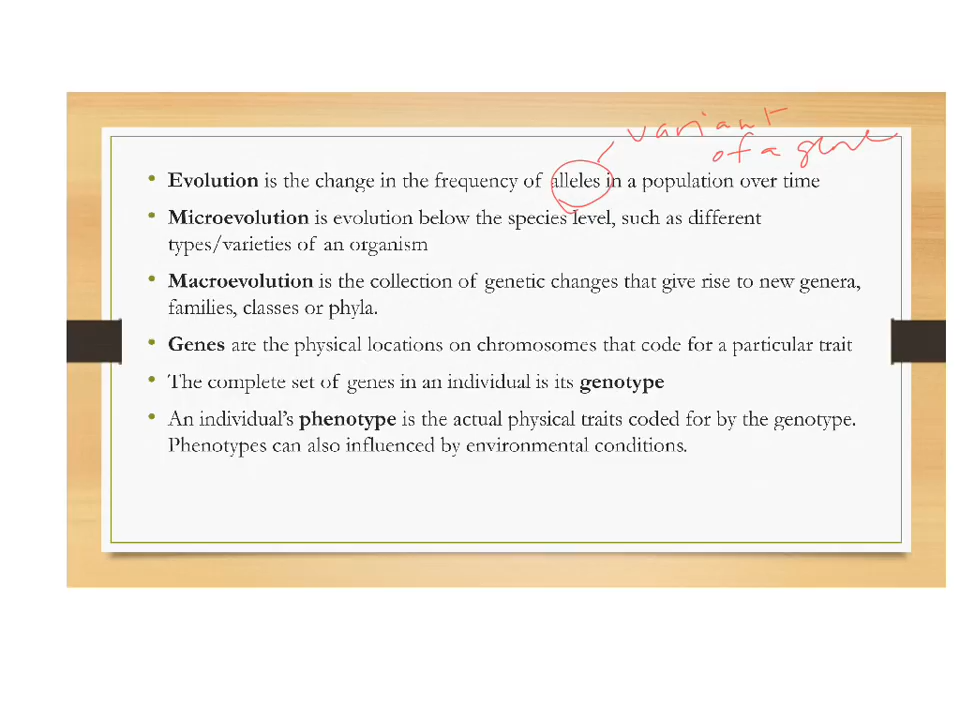 variant
of a gene
• Evolution is the change in the frequency of alleles in a population over time
• Microevolution is evolution below the species level, such as different
types/varieties of an organism
• Macroevolution is the collection of genetic changes that give rise to new genera,
families, classes or phyla.
• Genes are the physical locations on chromosomes that code for a particular trait
• The complete set of genes in an individual is its genotype
• An individual's phenotype is the actual physical traits coded for by the genotype.
Phenotypes can also influenced by environmental conditions.